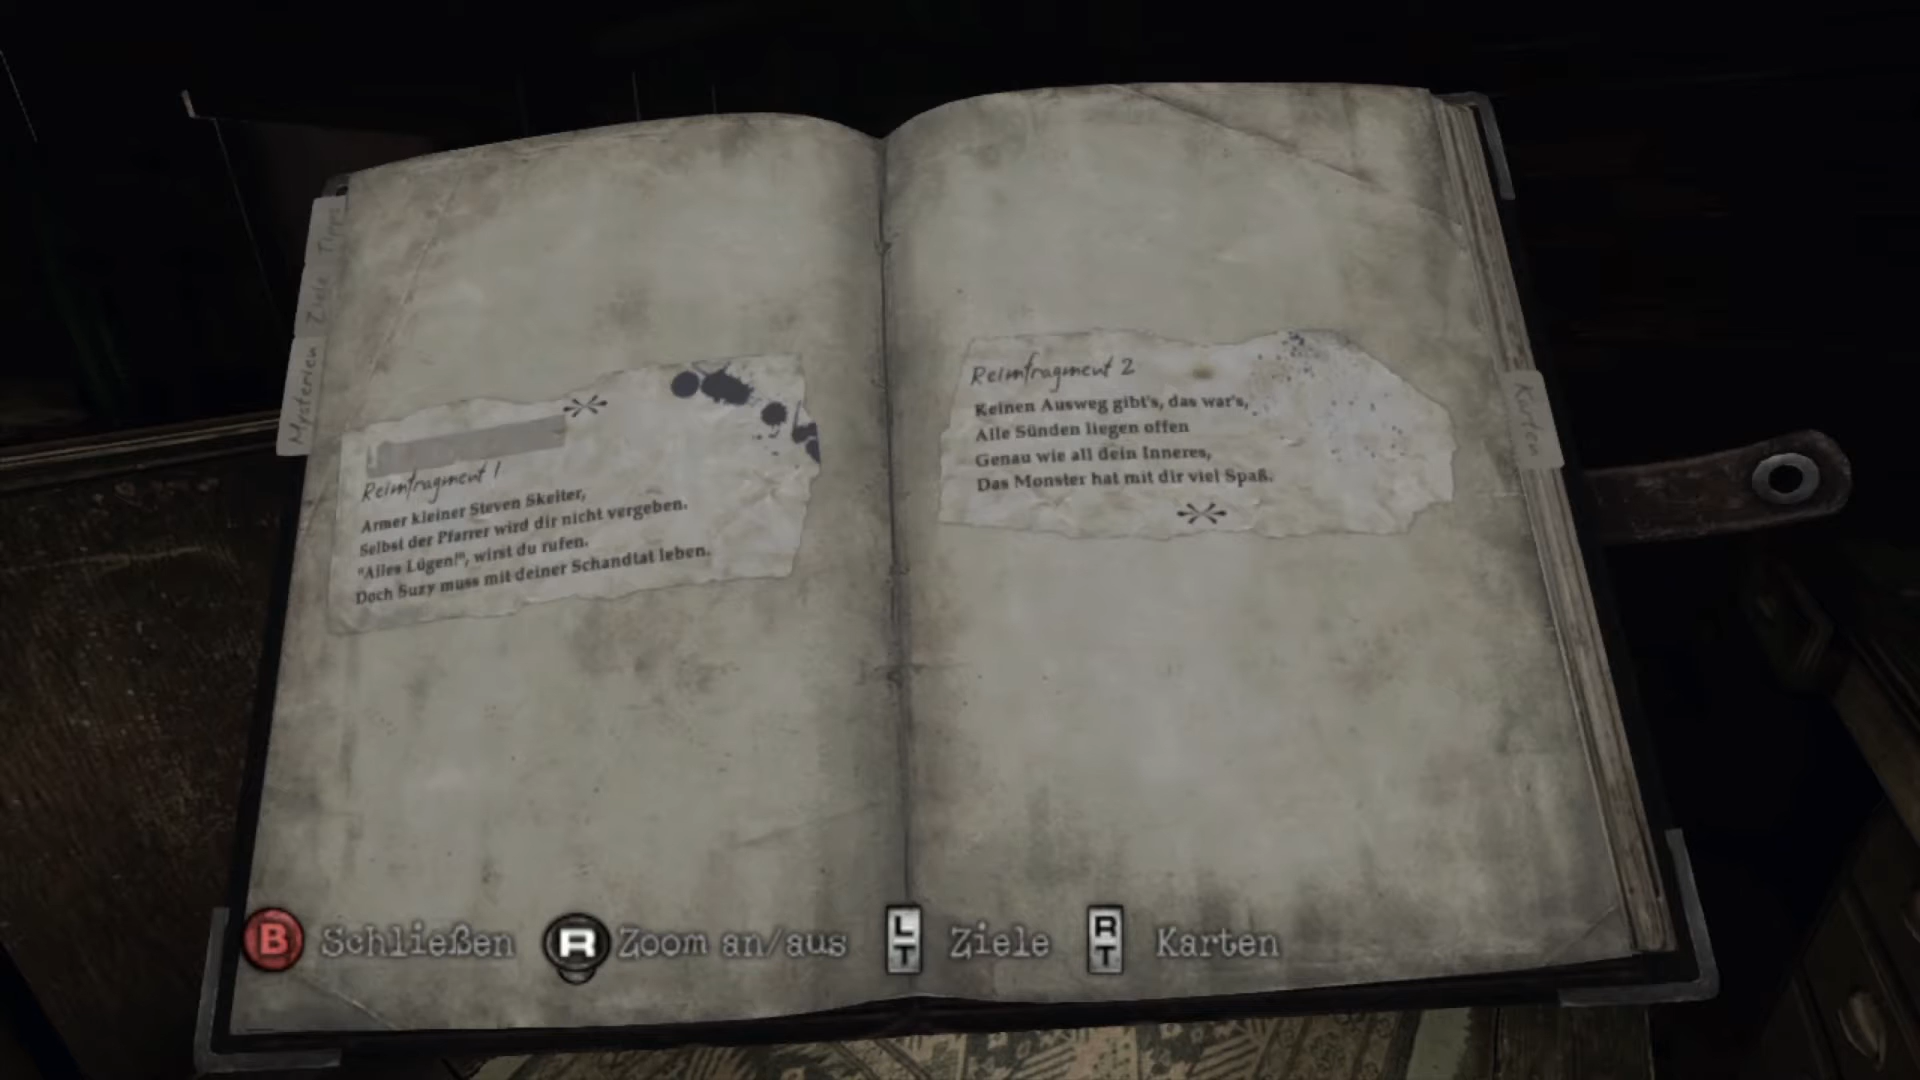 Tipps
Ziele
Mysterien
Reimfragment 1
Armer kleiner Steven Skeiter,
Selbst der Pfarrer wird dir nicht vergeben.
"Alles Lügen!", wirst du rufen.
Doch Suzy muss mit deiner Schandtat leben.
Reimfragment 2
Keinen Ausweg gibt's, das war's,
Alle Sünden liegen offen
Genau wie all dein Inneres,
Das Monster hat mit dir viel Spaß.
Karten
B Schließen R Zoom an/aus LT Ziele RT Karten